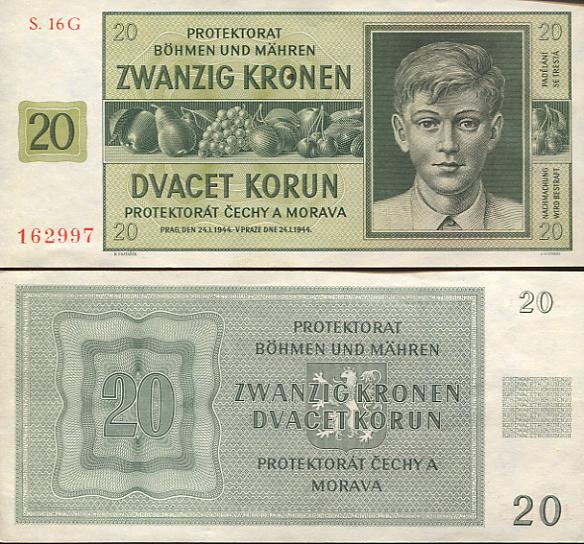 S. 16 G
20
PROTEKTORAT
BÖHMEN UND MÄHREN
ZWANZIG KRONEN
20
PADĚLÁNÍ
SE TRESTÁ
20
DVACET KORUN
PROTEKTORÁT ČECHY A MORAVA
162997
20
PRAG, DEN 24.I.1944. - V PRAZE DNE 24.I.1944.
NACHMACHUNG
WIRD BESTRAFT
20
PROTEKTORAT
BÖHMEN UND MÄHREN
20
20
ZWANZIG KRONEN
DVACET KORUN
PROTEKTORÁT ČECHY A
MORAVA
20